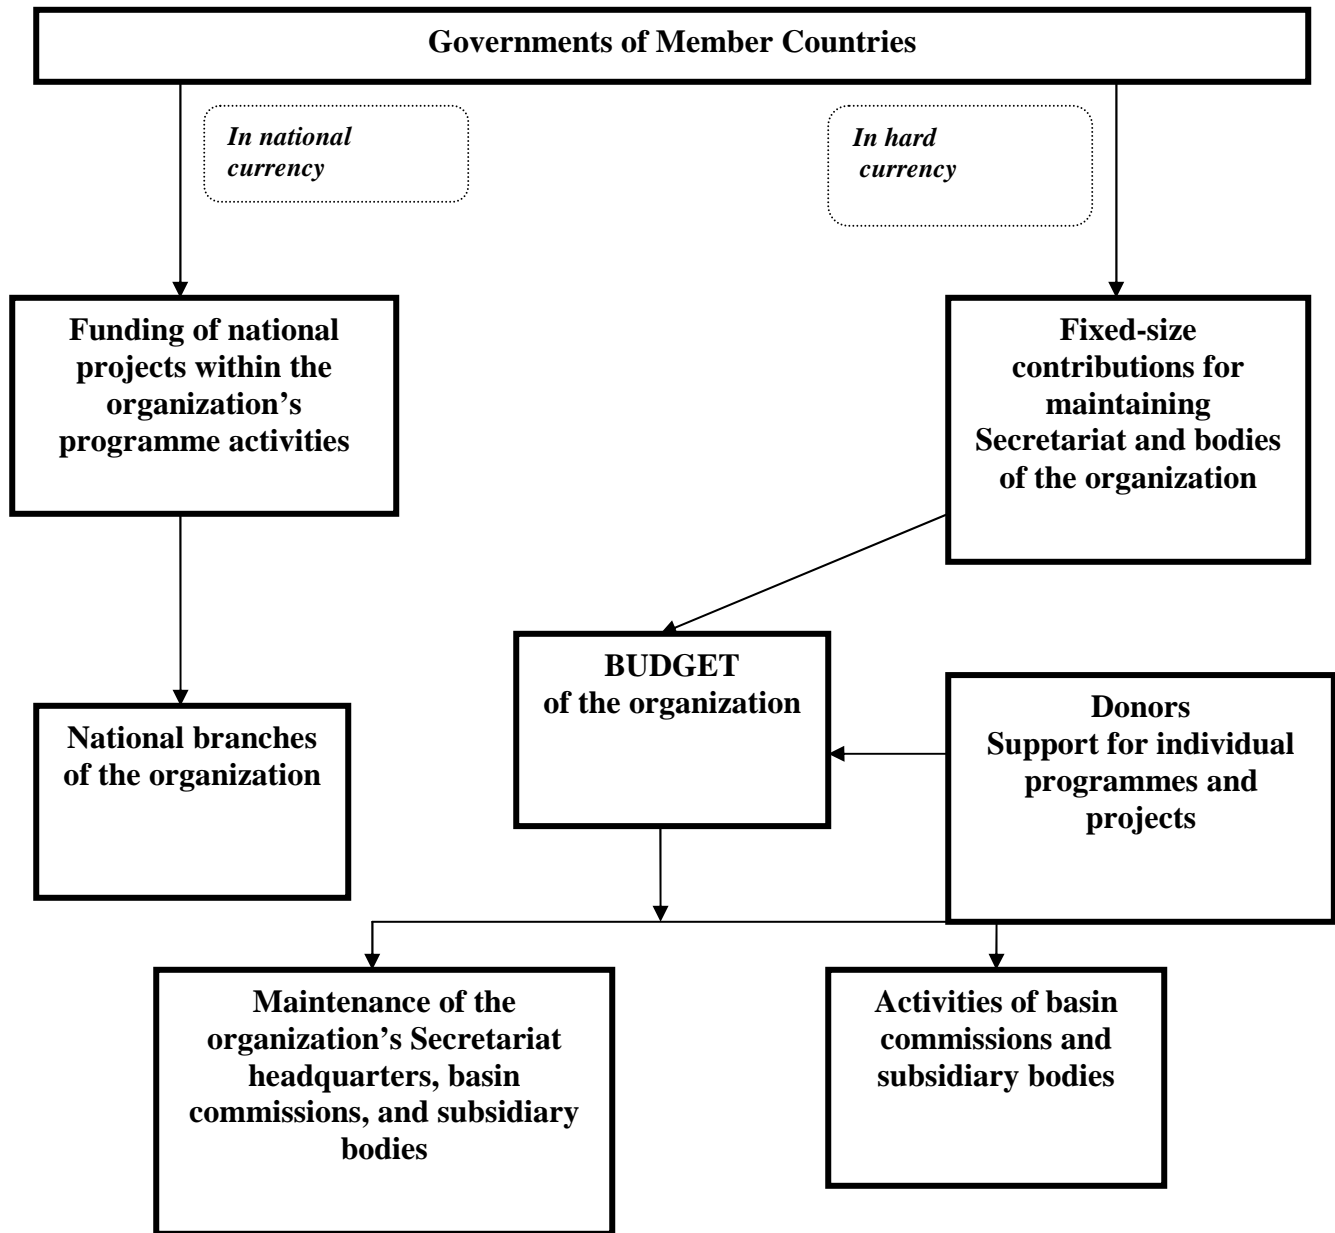 Governments of Member Countries
In national
currency
In hard
currency
Funding of national
projects within the
organization’s
programme activities
Fixed-size
contributions for
maintaining
Secretariat and bodies
of the organization
BUDGET
of the organization
Donors
Support for individual
programmes and
projects
National branches
of the organization
Maintenance of the
organization’s Secretariat
headquarters, basin
commissions, and subsidiary
bodies
Activities of basin
commissions and
subsidiary bodies